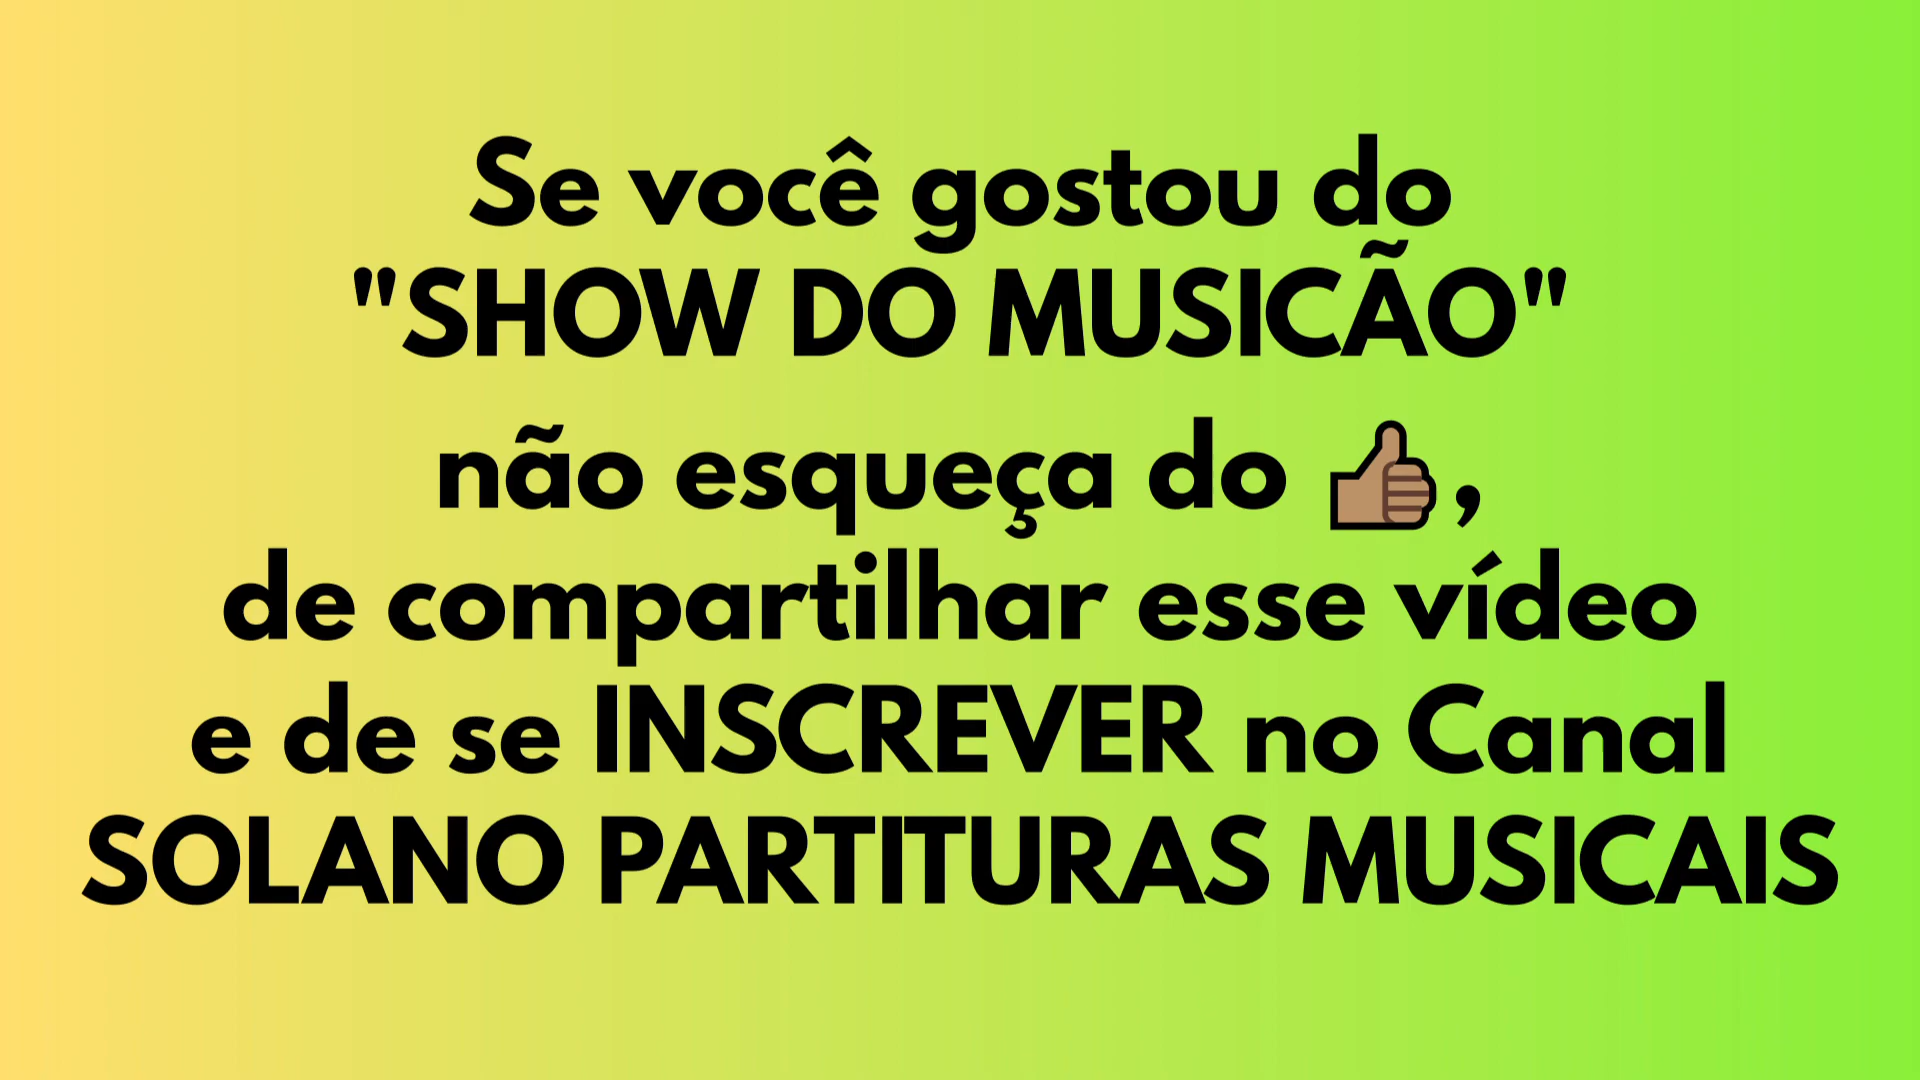 Se você gostou do
"SHOW DO MUSICÃO"
não esqueça do 👍🏽,
de compartilhar esse vídeo
e de se INSCREVER no Canal
SOLANO PARTITURAS MUSICAIS